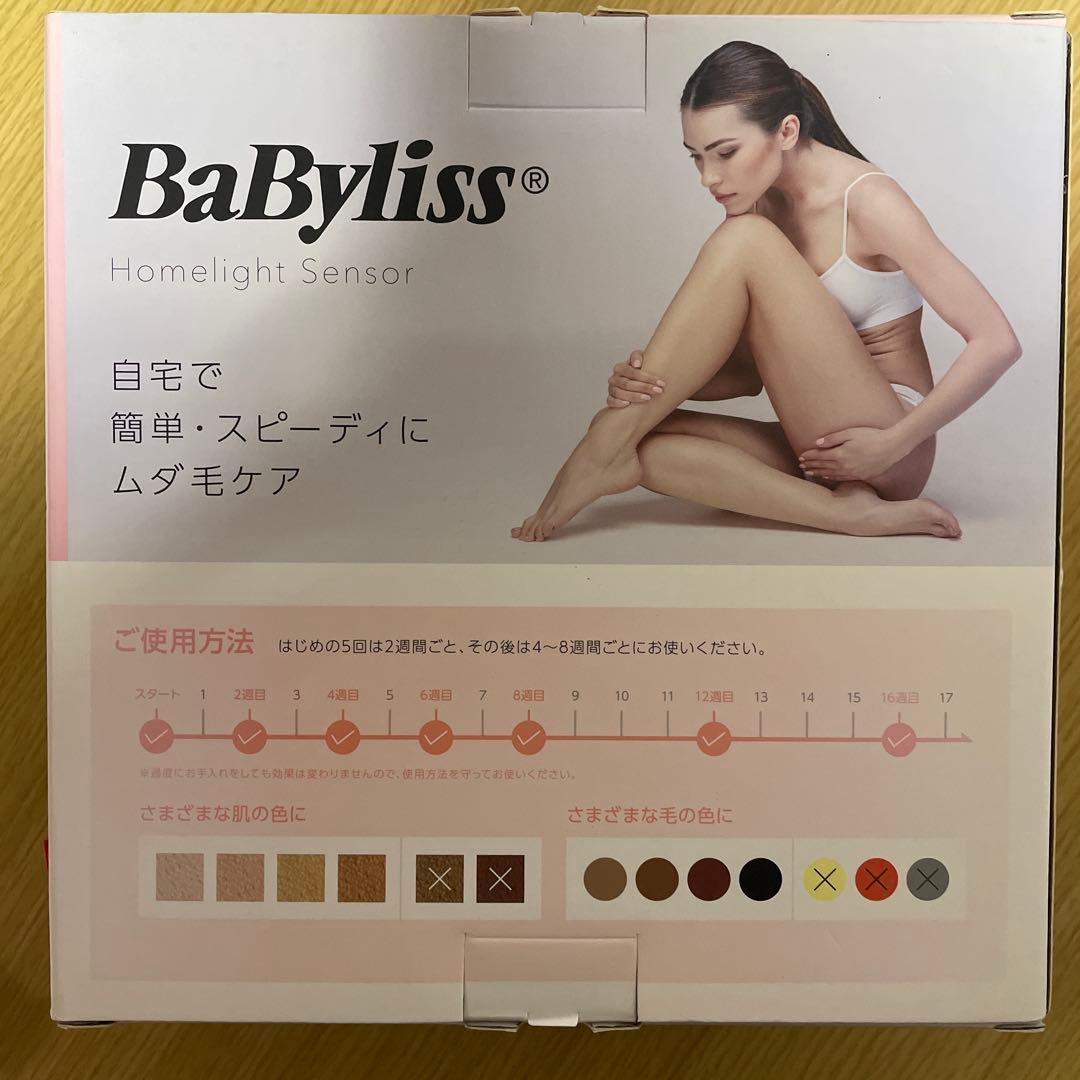 BaByliss®
Homelight Sensor
自宅で
簡単・スピーディに
ムダ毛ケア
ご使用方法 はじめの5回は2週間ごと、その後は4〜8週間ごとにお使いください。
スタート 1 2週目 3 4週目 5 6週目 7 8週目 9 10 11 12週目 13 14 15 16週目 17
※過度にお手入れをしても効果は変わりませんので、使用方法を守ってお使いください。
さまざまな肌の色に さまざまな毛の色に